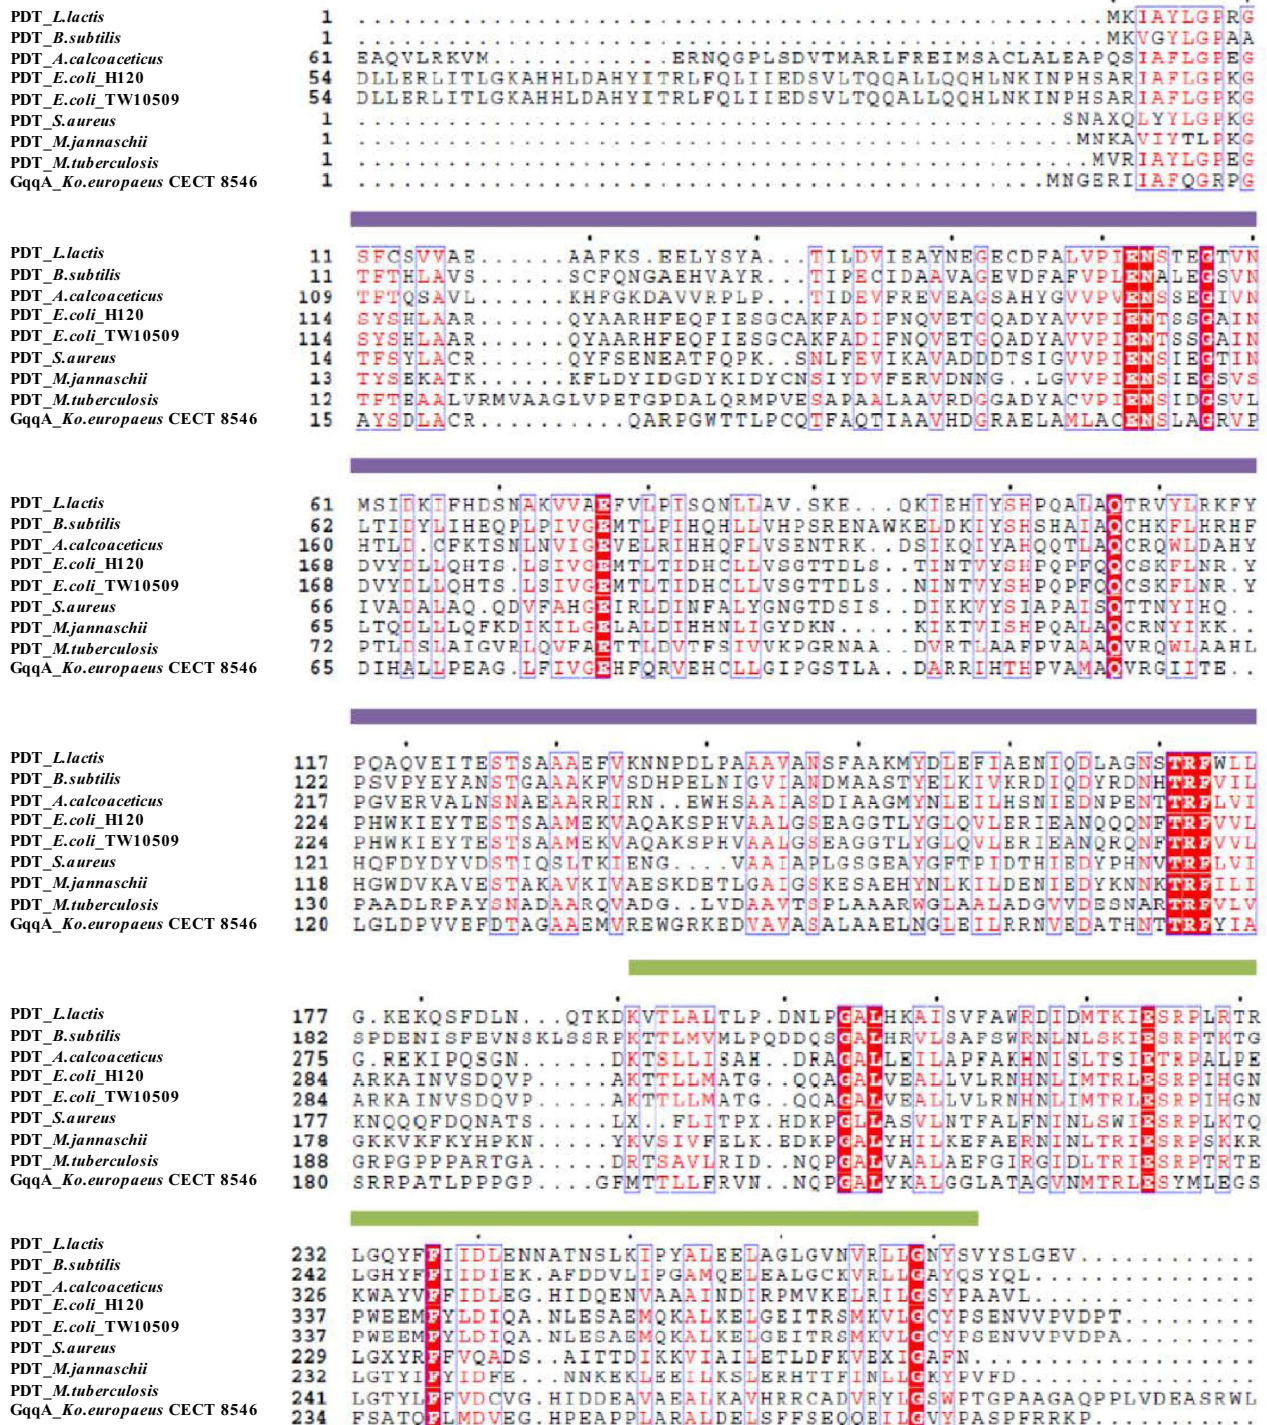 PDT_L.lactis 1 ..................................................MKIAYLGPRG
PDT_B.subtilis 1 ..................................................MKVGYLGPAA
PDT_A.calcoaceticus 61 EAQVLRKVM............ERNQGPLSDVTMARLFREIMSACLALEAPQSIAFLGPEG
PDT_E.coli_H120 54 DLLERLITLGKAHHLDAHYITRLFQLIIEDSVLTQQALLQQHLNKINPHSARIAFLGPKG
PDT_E.coli_TW10509 54 DLLERLITLGKAHHLDAHYITRLFQLIIEDSVLTQQALLQQHLNKINPHSARIAFLGPKG
PDT_S.aureus 1 ...............................................SNAXQLYYLGPKG
PDT_M.jannaschii 1 ................................................MNKAVIYTLPKG
PDT_M.tuberculosis 1 .................................................MVRIAYLGPEG
GqqA_Ko.europaeus CECT 8546 1 ..............................................MNGERIIAFQGRPG
PDT_L.lactis 11 SFCSVVAE......AAFKS.EELYSYA...TILDVIEAYNEGECDFALVPIENSTEGTVN
PDT_B.subtilis 11 TFTHLAVS......SCFQNGAEHVAYR...TIPECIDAAVAGEVDFAFVPLENALEGSVN
PDT_A.calcoaceticus 109 TFTQSAVL......KHFGKDAVVRPLP...TIDEVFREVEAGSAHYGVVPVENSSEGIVN
PDT_E.coli_H120 114 SYSHLAAR......QYAARHFEQFIESGCAKFADIFNQVETGQADYAVVPIENTSSGAIN
PDT_E.coli_TW10509 114 SYSHLAAR......QYAARHFEQFIESGCAKFADIFNQVETGQADYAVVPIENTSSGAIN
PDT_S.aureus 14 TFSYLACR......QYFSENEATFQPK..SNLFEVIKAVADDDTSIGVVPIENSIEGTIN
PDT_M.jannaschii 13 TYSEKATK......KFLDYIDGDYKIDYCNSIYDVFERVDNNG..LGVVPIENSIEGSVS
PDT_M.tuberculosis 12 TFTEAALVRMVAAGLVPETGPDALQRMPVESAPAALAAVRDGGADYACVPIENSIDGSVL
GqqA_Ko.europaeus CECT 8546 15 AYSDLACR..........QARPGWTTLPCQTFAQTIAAVHDGRAELAMLACENSLAGRVP
PDT_L.lactis 61 MSIDKIFHDSNAKVVAEFVLPISQNLLAV.SKE...QKIEHIYSHPQALAQTRVYLRKFY
PDT_B.subtilis 62 LTIDYLIHEQPLPIVGEMTLPIHQHLLVHPSRENAWKELDKIYSHSHAIAQCHKFLHRHF
PDT_A.calcoaceticus 160 HTLD.CFKTSNLNVIGEVELRIHHQFLVSENTRK..DSIKQIYAHQQTLAQCRQWLDAHY
PDT_E.coli_H120 168 DVYDLLQHTS.LSIVGEMTLTIDHCLLVSGTTDLS..TINTVYSHPQPFQQCSKFLNR.Y
PDT_E.coli_TW10509 168 DVYDLLQHTS.LSIVGEMTLTIDHCLLVSGTTDLS..NINTVYSHPQPFQQCSKFLNR.Y
PDT_S.aureus 66 IVADALAQ.QDVFAHGEIRLDINFALYGNGTDSIS..DIKKVYSIAPAISQTTNYIHQ..
PDT_M.jannaschii 65 LTQDLLLQFKDIKILGELALDIHHNLIGYDKN.....KIKTVISHPQALAQCRNYIKK..
PDT_M.tuberculosis 72 PTLDSLAIGVRLQVFAETTLDVTFSIVVKPGRNAA..DVRTLAAFPVAAAQVRQWLAAHL
GqqA_Ko.europaeus CECT 8546 65 DIHALLPEAG.LFIVGEHFQRVEHCLLGIPGSTLA..DARRIHTHPVAMAQVRGIITE..
PDT_L.lactis 117 PQAQVEITESTSAAAEFVKNNPDLPAAAVANSFAAKMYDLEFIAENIQDLAGNSTRFWLL
PDT_B.subtilis 122 PSVPYEYANSTGAAAKFVSDHPELNIGVIANDMAASTYELKIVKRDIQDYRDNHTRFVIL
PDT_A.calcoaceticus 217 PGVERVALNSNAEAARRIRN..EWHSAAIASDIAAGMYNLEILHSNIEDNPENTTRFLVI
PDT_E.coli_H120 224 PHWKIEYTESTSAAMEKVAQAKSPHVAALGSEAGGTLYGLQVLERIEANQQQNFTRFVVL
PDT_E.coli_TW10509 224 PHWKIEYTESTSAAMEKVAQAKSPHVAALGSEAGGTLYGLQVLERIEANQRQNFTRFVVL
PDT_S.aureus 121 HQFDYDYVDSTIQSLTKIENG....VAAIAPLGSGEAYGFTPIDTHIEDYPHNVTRFLVI
PDT_M.jannaschii 118 HGWDVKAVESTAKAVKIVAESKDETLGAIGSKESAEHYNLKILDENIEDYKNNKTRFILI
PDT_M.tuberculosis 130 PAADLRPAYSNADAARQVADG..LVDAAVTSPLAAARWGLAALADGVVDESNARTRFVLV
GqqA_Ko.europaeus CECT 8546 120 LGLDPVVEFDTAGAAEMVREWGRKEDVAVASALAAELNGLEILRRNVEDATHNTTRFYIA
PDT_L.lactis 177 G.KEKQSFDLN...QTKDKVTLALTLP.DNLPGALHKAISVFAWRDIDMTKIESRPLRTR
PDT_B.subtilis 182 SPDENISFEVNSKLSSRPKTTLMVMLPQDDQSGALHRVLSAFSWRNLNLSKIESRPTKTG
PDT_A.calcoaceticus 275 G.REKIPQSGN.....DKTSLLISAH..DRAGALLEILAPFAKHNISLTSIETRPALPE
PDT_E.coli_H120 284 ARKAINVSDQVP.....AKTTLLMATG..QQAGALVEALLVLRNHNLIMTRLESRPIHGN
PDT_E.coli_TW10509 284 ARKAINVSDQVP.....AKTTLLMATG..QQAGALVEALLVLRNHNLIMTRLESRPIHGN
PDT_S.aureus 177 KNQQQFDQNATS.....LX..FLITPX.HDKPGLLASVLNTFALFNINLSWIESRPLKTQ
PDT_M.jannaschii 178 GKKVKFKYHPKN.....YKVSIVFELK.EDKPGALYHILKEFAERNINLTRIESRPSKKR
PDT_M.tuberculosis 188 GRPGPPPARTGA.....DRTSAVLRID..NQPGALVAALAEFGIRGIDLTRIESRPTRTE
GqqA_Ko.europaeus CECT 8546 180 SRRPATLPPPGP....GFMTTLLFRVN..NQPGALYKALGGLATAGVNMTRLESYMLEGS
PDT_L.lactis 232 LGQYFFIIDLENNATNSLKIPYALEELAGLGVNVRLLGNYSVYSLGEV............
PDT_B.subtilis 242 LGHYFFIIDIEK.AFDDVLIPGAMQELEALGCKVRLLGAYQSYQL...............
PDT_A.calcoaceticus 326 KWAYVFFIDLEG.HIDQENVAAAINDIRPMVKELRILGSYPAAVL...............
PDT_E.coli_H120 337 PWEEMFYLDIQA.NLESAEMQKALKELGEITRSMKVLGCYPSENVVPVDPT.........
PDT_E.coli_TW10509 337 PWEEMFYLDIQA.NLESAEMQKALKELGEITRSMKVLGCYPSENVVPVDPA.........
PDT_S.aureus 229 LGXYRFFVQADS..AITTDIKKVIAILETLDFKVEXIGAFN...................
PDT_M.jannaschii 232 LGTYIFYIDFE...NNKEKLEEILKSLERHTTFINLLGKYPVFD................
PDT_M.tuberculosis 241 LGTYLFFVDCVG.HIDDEAVAEALKAVHRRCADVRYLGSWPTGPAAGAQPPLVDEASRWL
GqqA_Ko.europaeus CECT 8546 234 FSATQFLMDVEG.HPEAPPLARALDELSFFSEQQEILGVYPASPFRRKP...........